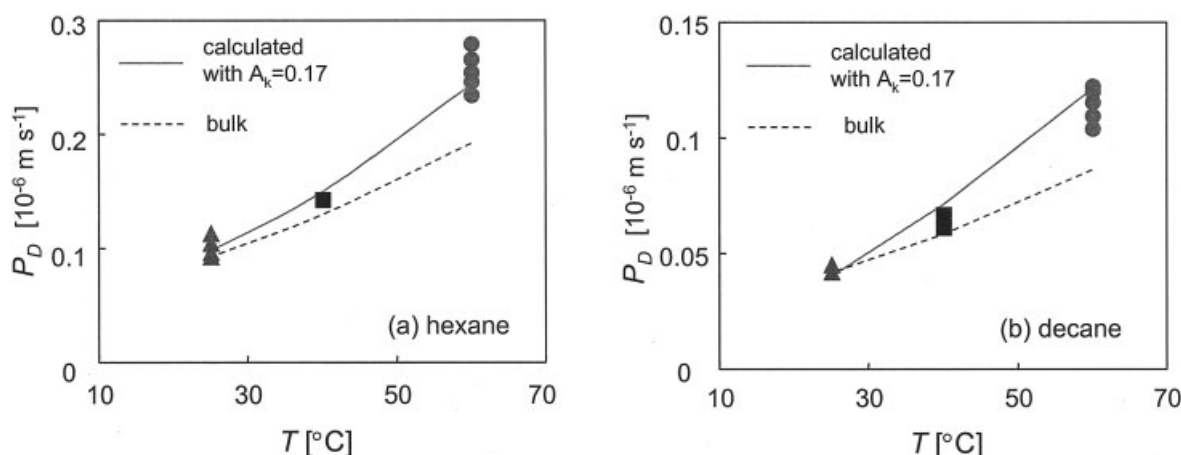 0.3
0.2
0.1
0
P_D [10⁻⁶ m s⁻¹]
calculated
with A_k=0.17
bulk
(a) hexane
10
30
50
70
T [°C]
0.15
0.1
0.05
0
P_D [10⁻⁶ m s⁻¹]
calculated
with A_k=0.17
bulk
(b) decane
10
30
50
70
T [°C]